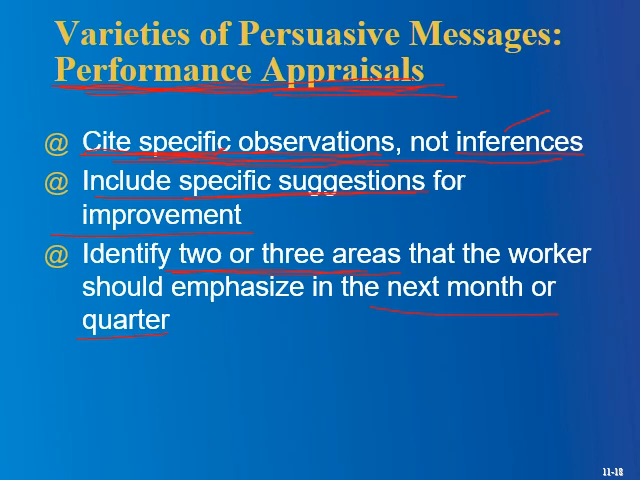 Varieties of Persuasive Messages:
Performance Appraisals
@ Cite specific observations, not inferences
@ Include specific suggestions for
improvement
@ Identify two or three areas that the worker
should emphasize in the next month or
quarter
11-18